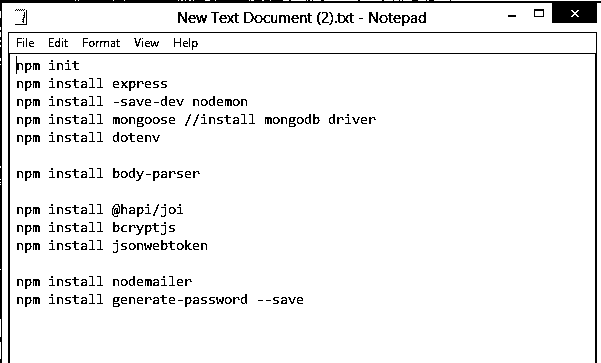 New Text Document (2).txt - Notepad
File Edit Format View Help
npm init
npm install express
npm install -save-dev nodemon
npm install mongoose //install mongodb driver
npm install dotenv
npm install body-parser
npm install @hapi/joi
npm install bcryptjs
npm install jsonwebtoken
npm install nodemailer
npm install generate-password --save